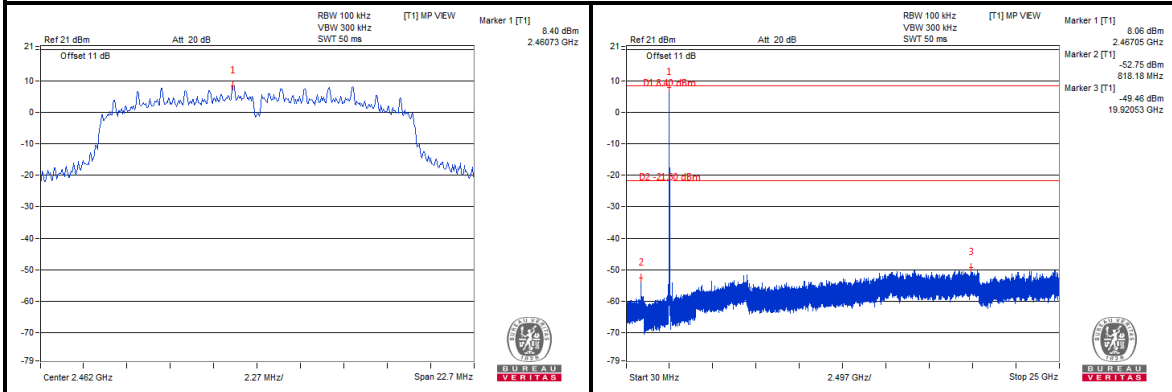 RBW 100 kHz [T1] MP VIEW
VBW 300 kHz
Ref 21 dBm Att 20 dB SWT 50 ms
Marker 1 [T1]
8.40 dBm
2.46073 GHz
21
Offset 11 dB
1
10
0
-10
-20
-30
-40
-50
-60
-70
-79
Center 2.462 GHz 2.27 MHz/ Span 22.7 MHz
BUREAU VERITAS
1828
BUREAU
VERITAS
RBW 100 kHz [T1] MP VIEW
VBW 300 kHz
Ref 21 dBm Att 20 dB SWT 50 ms
Marker 1 [T1]
8.06 dBm
2.46705 GHz
Marker 2 [T1]
-52.75 dBm
818.18 MHz
Marker 3 [T1]
-49.46 dBm
19.92053 GHz
21
Offset 11 dB
1
D1 8.40 dBm
10
0
-10
-20
D2 -21.60 dBm
-30
-40
-50
2
3
-60
-70
-79
Start 30 MHz 2.497 GHz/ Stop 25 GHz
BUREAU VERITAS
1828
BUREAU
VERITAS